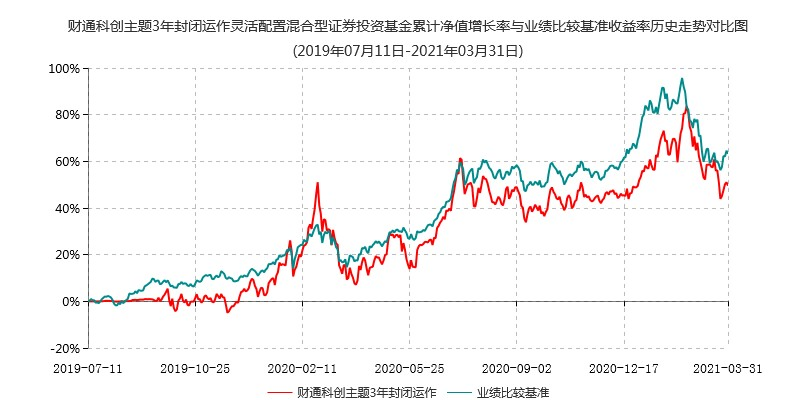 财通科创主题3年封闭运作灵活配置混合型证券投资基金累计净值增长率与业绩比较基准收益率历史走势对比图
(2019年07月11日-2021年03月31日)
100%
80%
60%
40%
20%
0%
-20%
2019-07-11 2019-10-25 2020-02-11 2020-05-25 2020-09-02 2020-12-17 2021-03-31
财通科创主题3年封闭运作 业绩比较基准